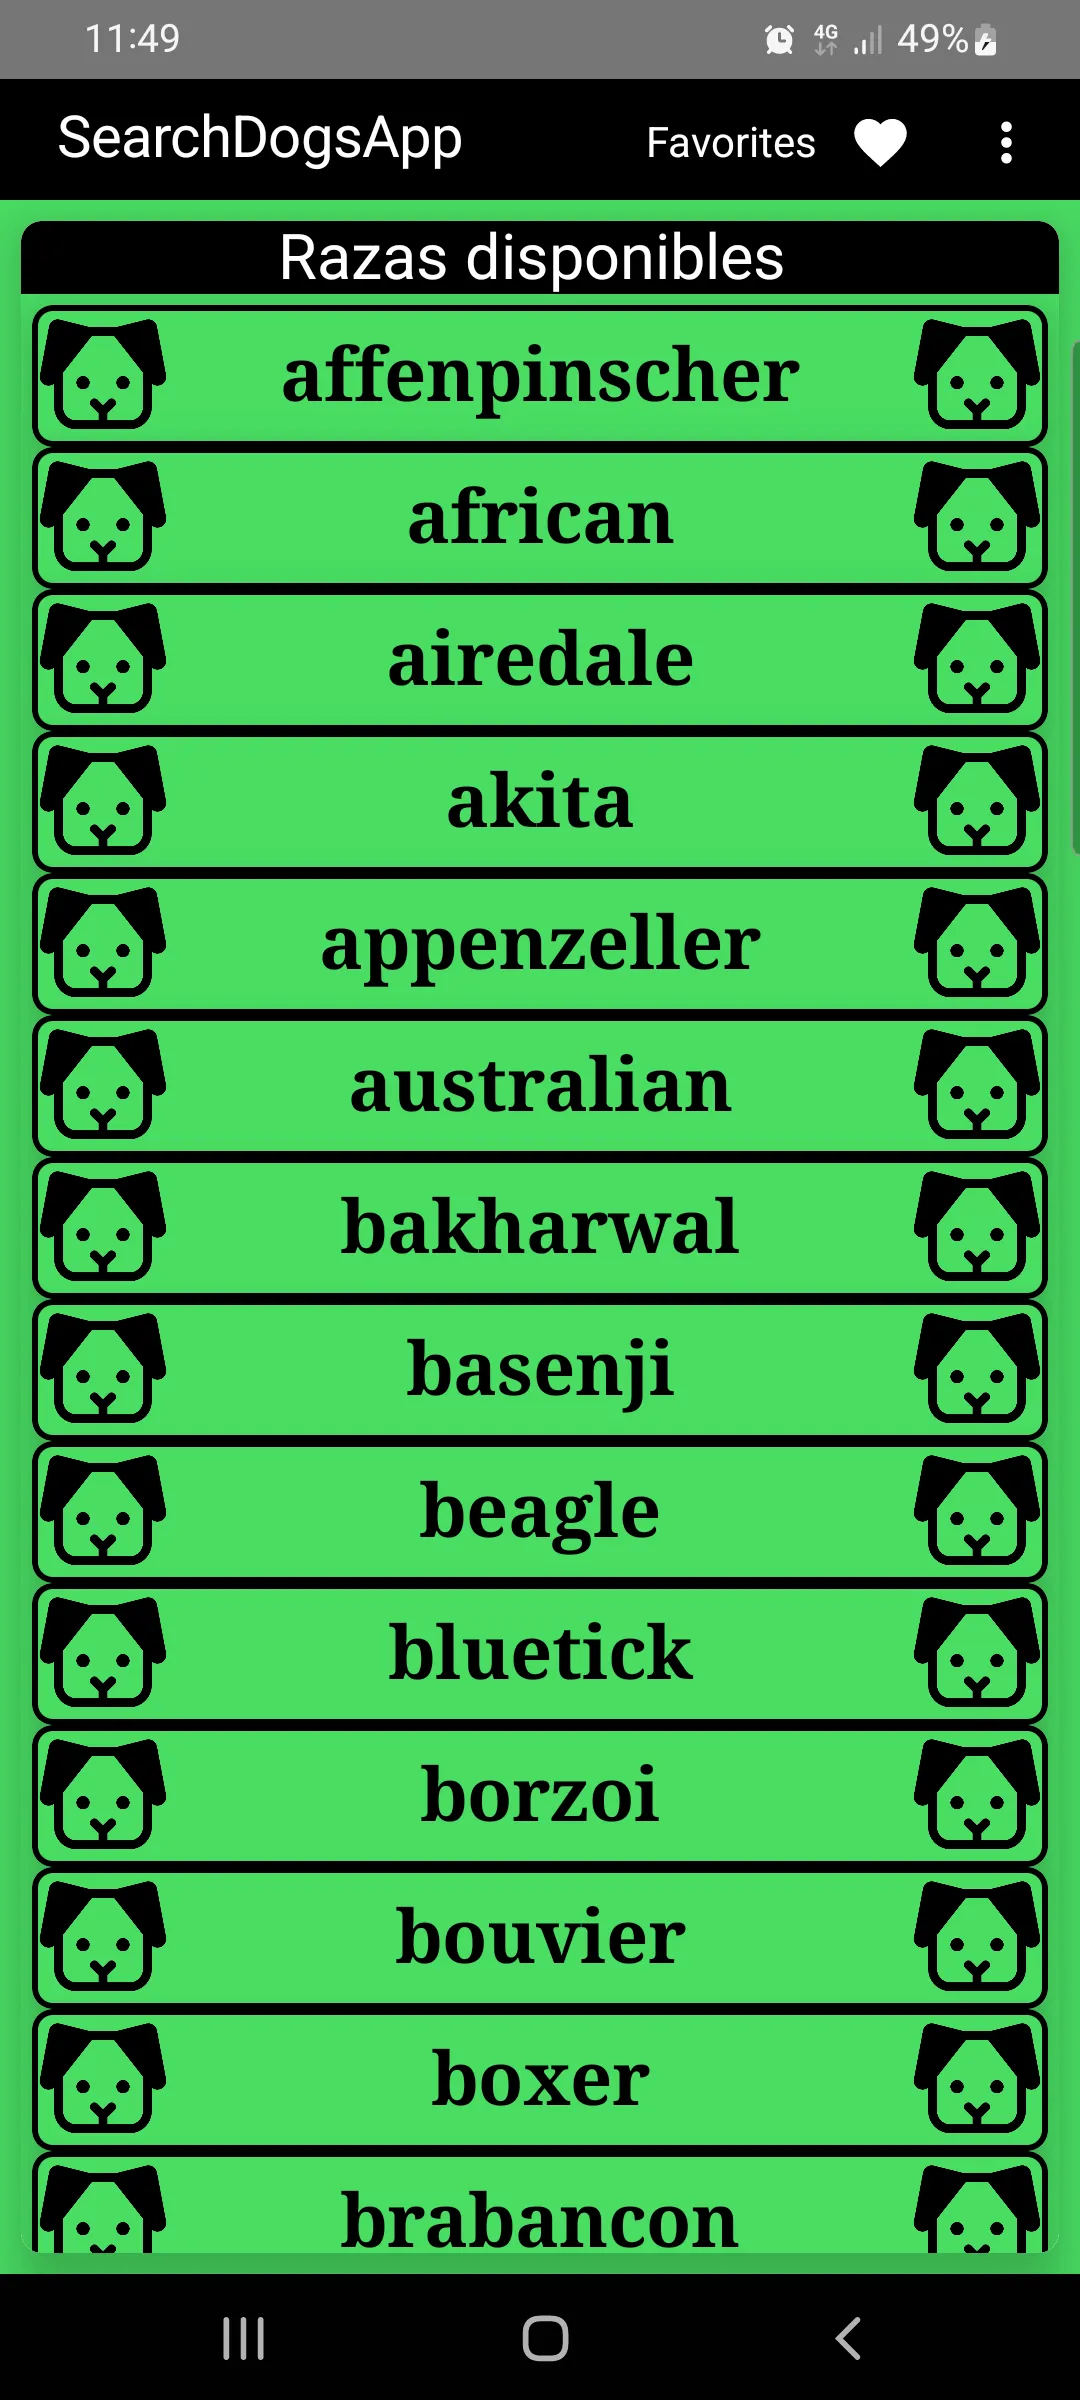 11:49 4G 49%
SearchDogsApp Favorites
Razas disponibles
affenpinscher
african
airedale
akita
appenzeller
australian
bakharwal
basenji
beagle
bluetick
borzoi
bouvier
boxer
brabancon